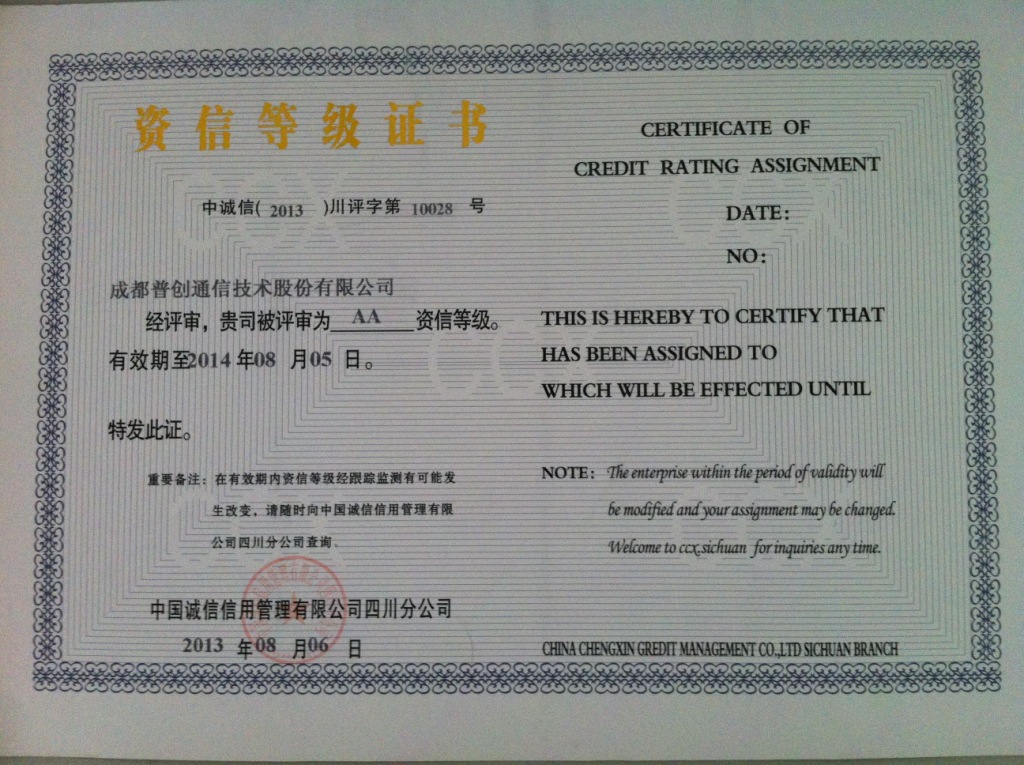 资信等级证书
中诚信( 2013 )川评字第 10028 号
成都普创通信技术股份有限公司
经评审，贵司被评审为 AA 资信等级。
有效期至2014 年08 月05 日。
特发此证。
重要备注：在有效期内资信等级经跟踪监测有可能发
生改变，请随时向中国诚信信用管理有限
公司四川分公司查询.
中国诚信信用管理有限公司四川分公司
2013 年08 月06 日
CERTIFICATE OF
CREDIT RATING ASSIGNMENT
DATE:
NO:
THIS IS HEREBY TO CERTIFY THAT
HAS BEEN ASSIGNED TO
WHICH WILL BE EFFECTED UNTIL
NOTE: The enterprise within the period of validity will
be modified and your assignment may be changed.
Welcome to ccx,sichuan for inquiries any time.
CHINA CHENGXIN GREDIT MANAGEMENT CO.,LTD SICHUAN BRANCH
CCX
CCX
CCX